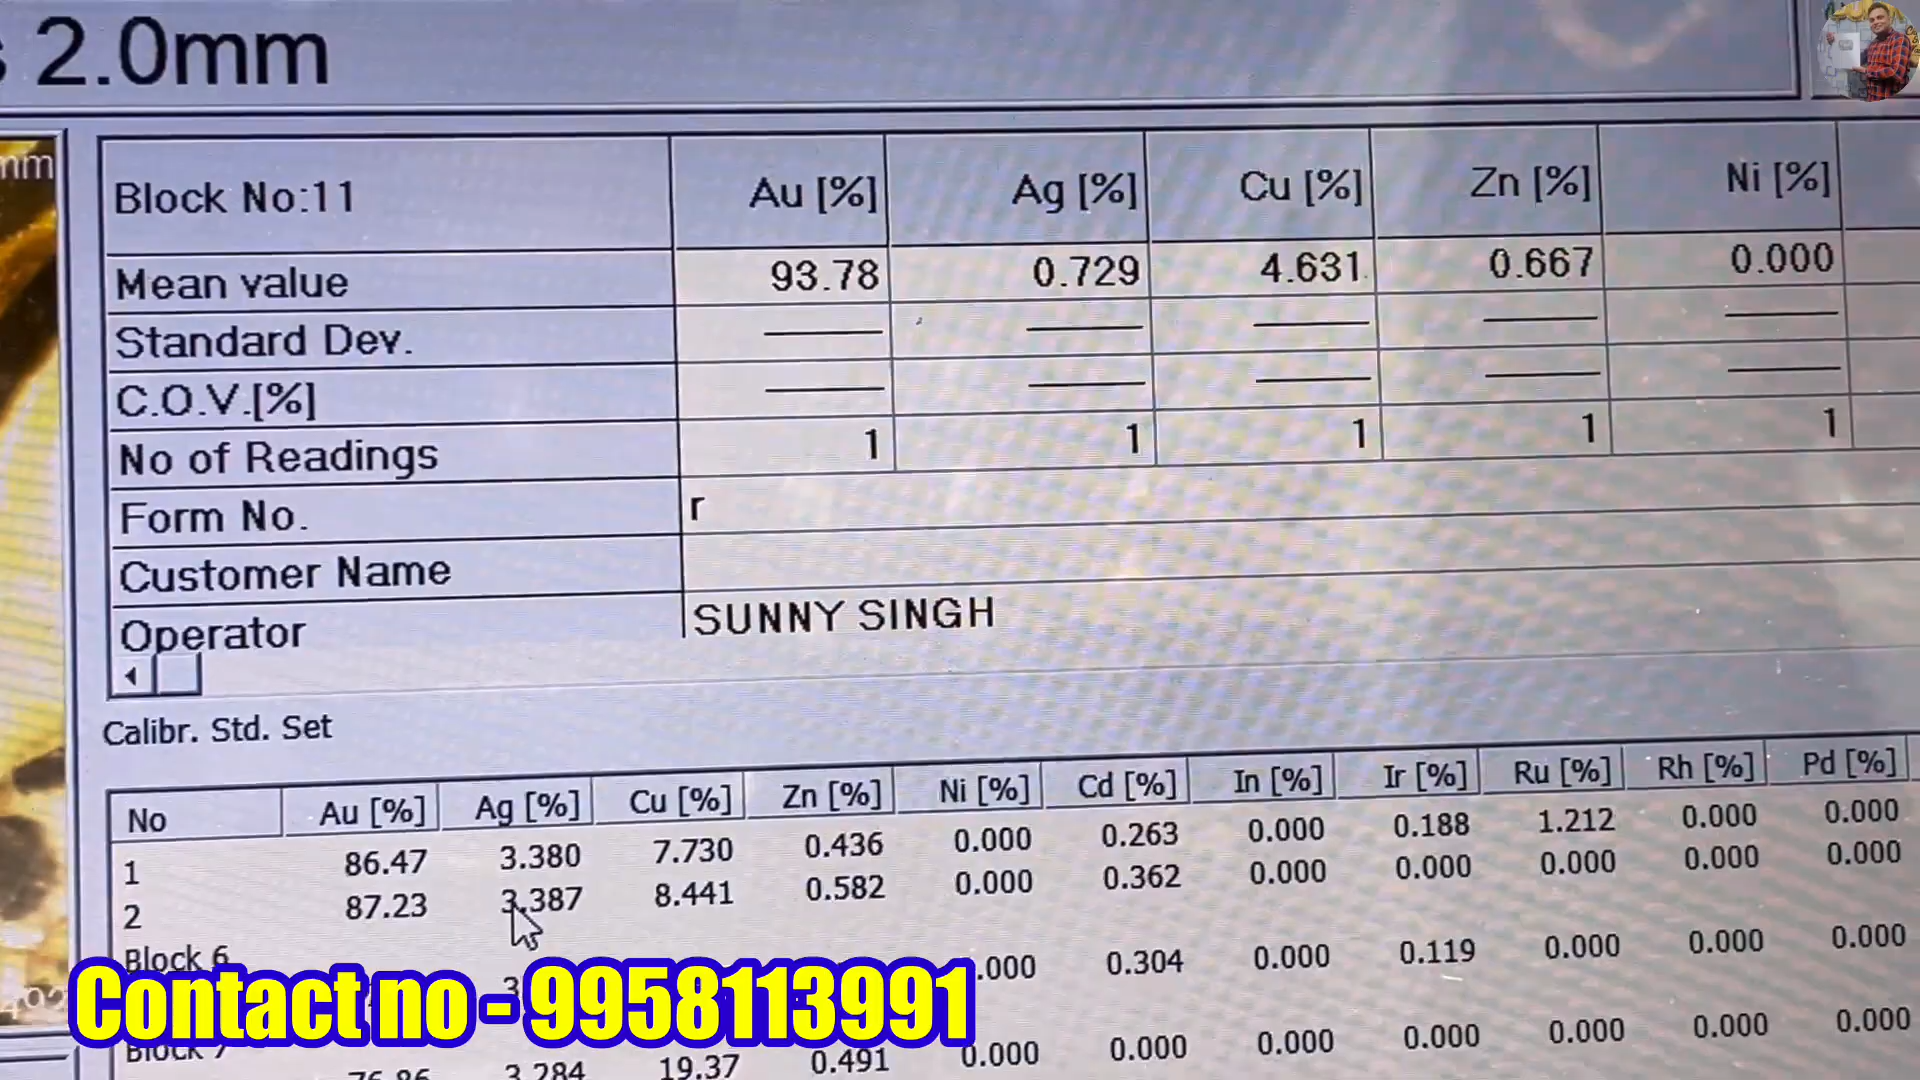 2.0mm
mm
Block No:11 Au [%] Ag [%] Cu [%] Zn [%] Ni [%]
Mean value 93.78 0.729 4.631 0.667 0.000
Standard Dev.
C.O.V.[%]
No of Readings 1 1 1 1 1
Form No. r
Customer Name
Operator SUNNY SINGH
Calibr. Std. Set
No Au [%] Ag [%] Cu [%] Zn [%] Ni [%] Cd [%] In [%] Ir [%] Ru [%] Rh [%] Pd [%]
1 86.47 3.380 7.730 0.436 0.000 0.263 0.000 0.188 1.212 0.000 0.000
2 87.23 3.387 8.441 0.582 0.000 0.362 0.000 0.000 0.000 0.000 0.000
Block 6
.000 0.304 0.000 0.119 0.000 0.000 0.000
Contact no - 9958113991
Block 7
3.284 19.37 0.491 0.000 0.000 0.000 0.000 0.000 0.000 0.000